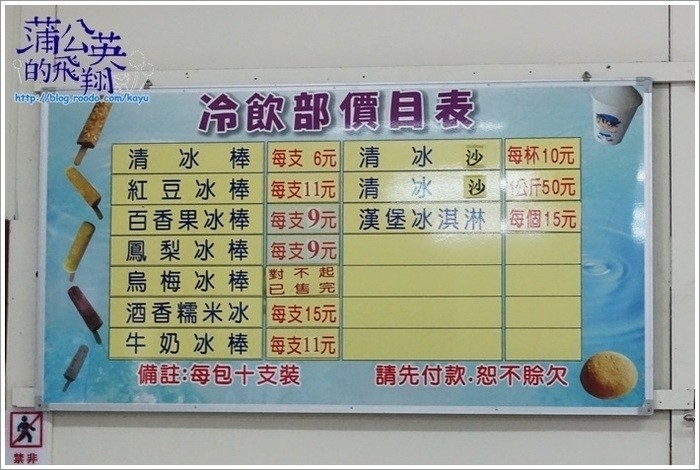 蒲公英
的飛翔
http://blog.roodo.com/kayu
冷飲部價目表
清冰棒 每支 6元 清冰沙 每杯10元
紅豆冰棒 每支11元 清冰沙 1公斤50元
百香果冰棒 每支9元 漢堡冰淇淋 每個15元
鳳梨冰棒 每支9元
烏梅冰棒 對不起 已售完
酒香糯米冰 每支15元
牛奶冰棒 每支11元
備註:每包十支裝 請先付款.恕不賒欠
禁非